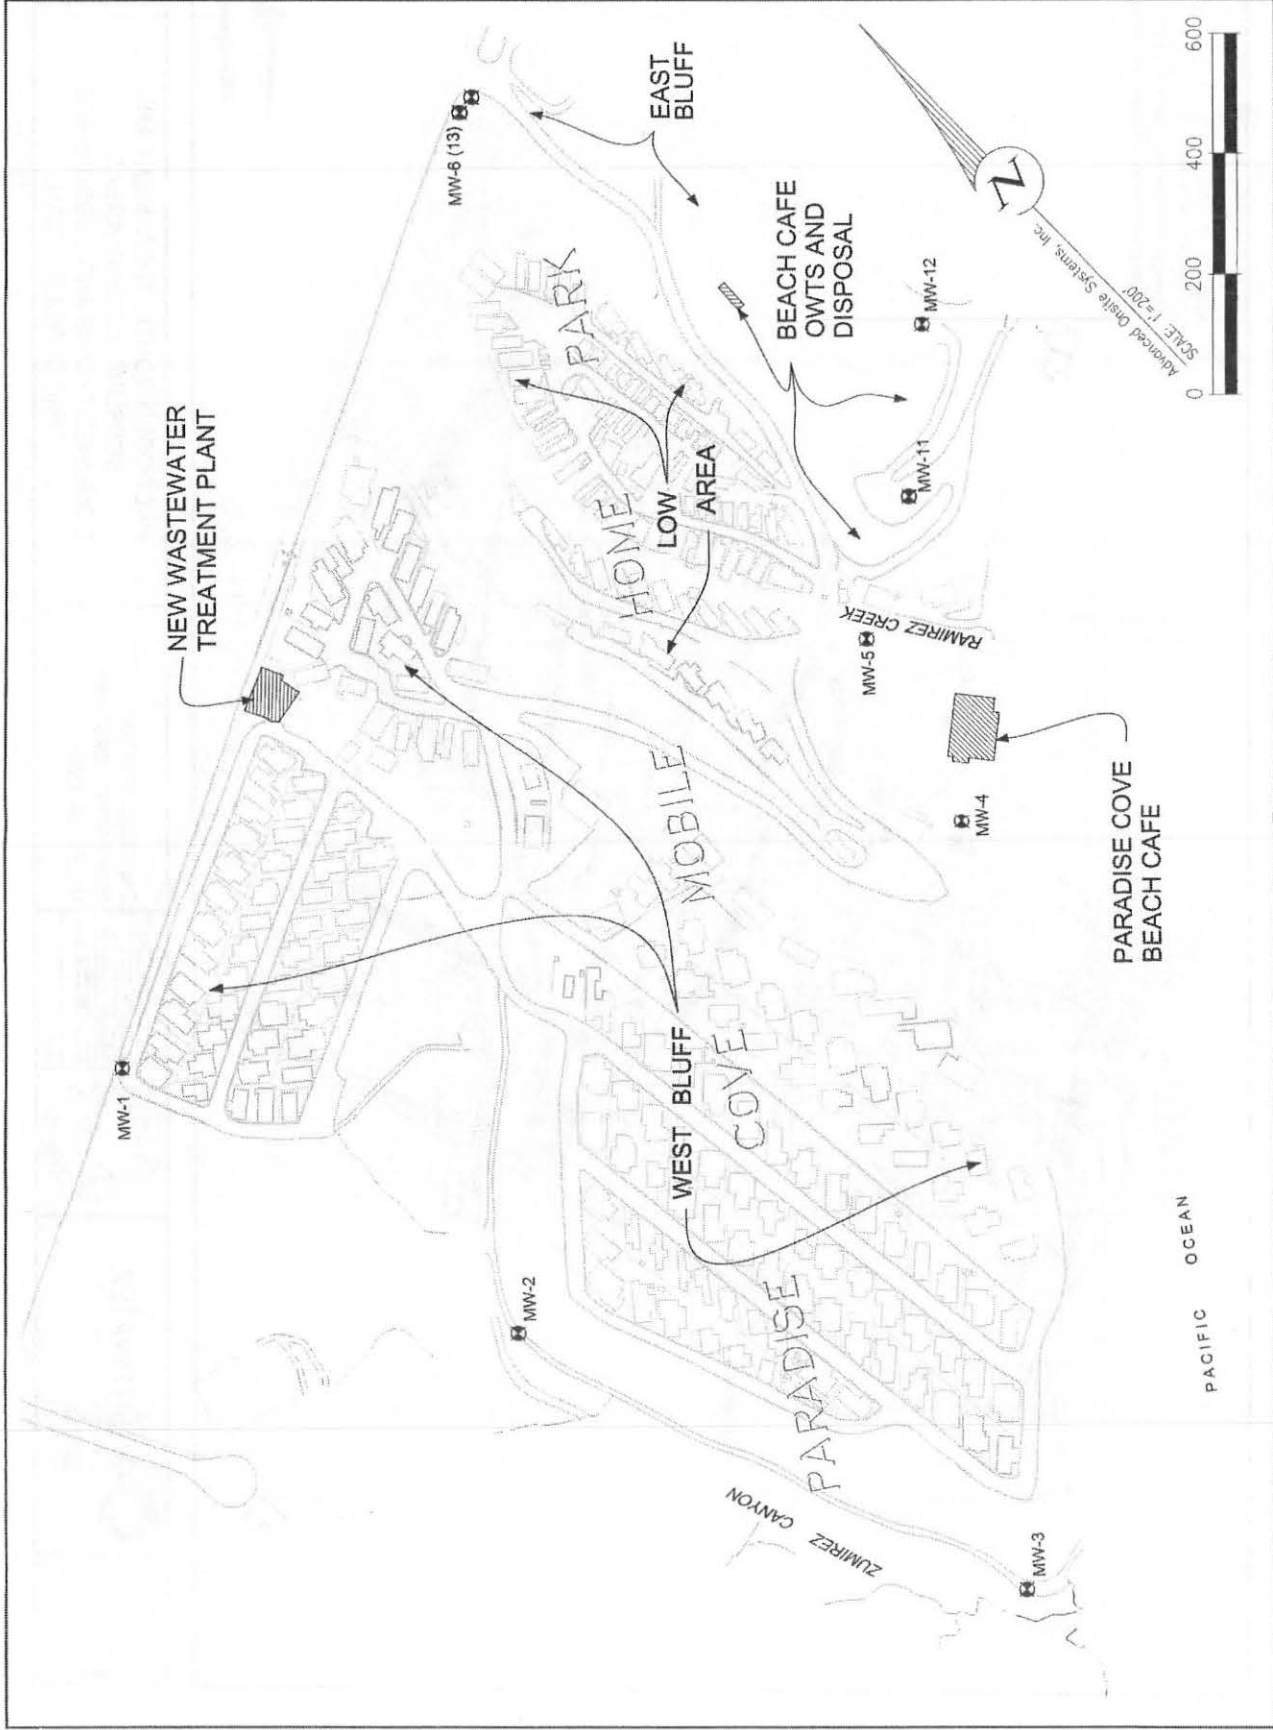 NEW WASTEWATER
TREATMENT PLANT
MW-1
MW-6 (13)
EAST
BLUFF
PARK
HOME
LOW
AREA
BEACH CAFE
OWTS AND
DISPOSAL
MW-12
MW-11
RAMIREZ CREEK
MW-5
MW-4
PARADISE COVE
BEACH CAFE
MOBILE
WEST BLUFF
COVE
PARADISE
MW-2
ZUMIREZ CANYON
MW-3
PACIFIC OCEAN
N
Advanced Onsite Systems, Inc.
SCALE: 1"=200'
0 200 400 600